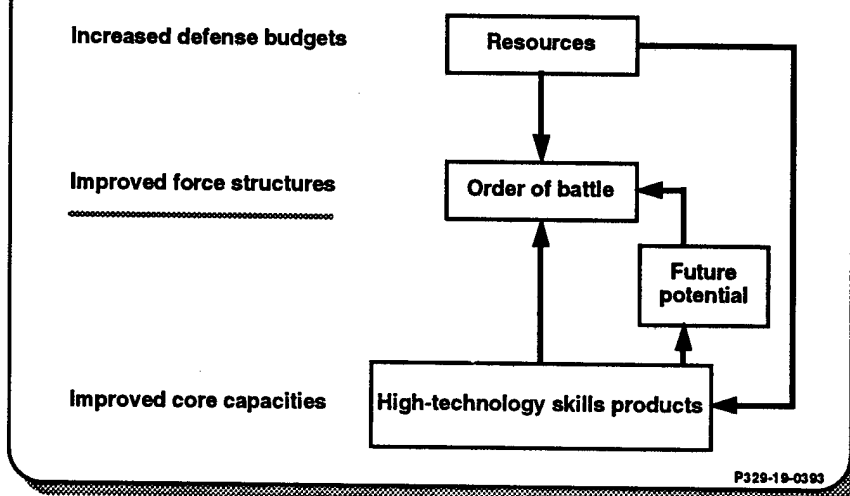 Increased defense budgets
Resources
Improved force structures
Order of battle
Future
potential
Improved core capacities
High-technology skills products
P329-19-0393